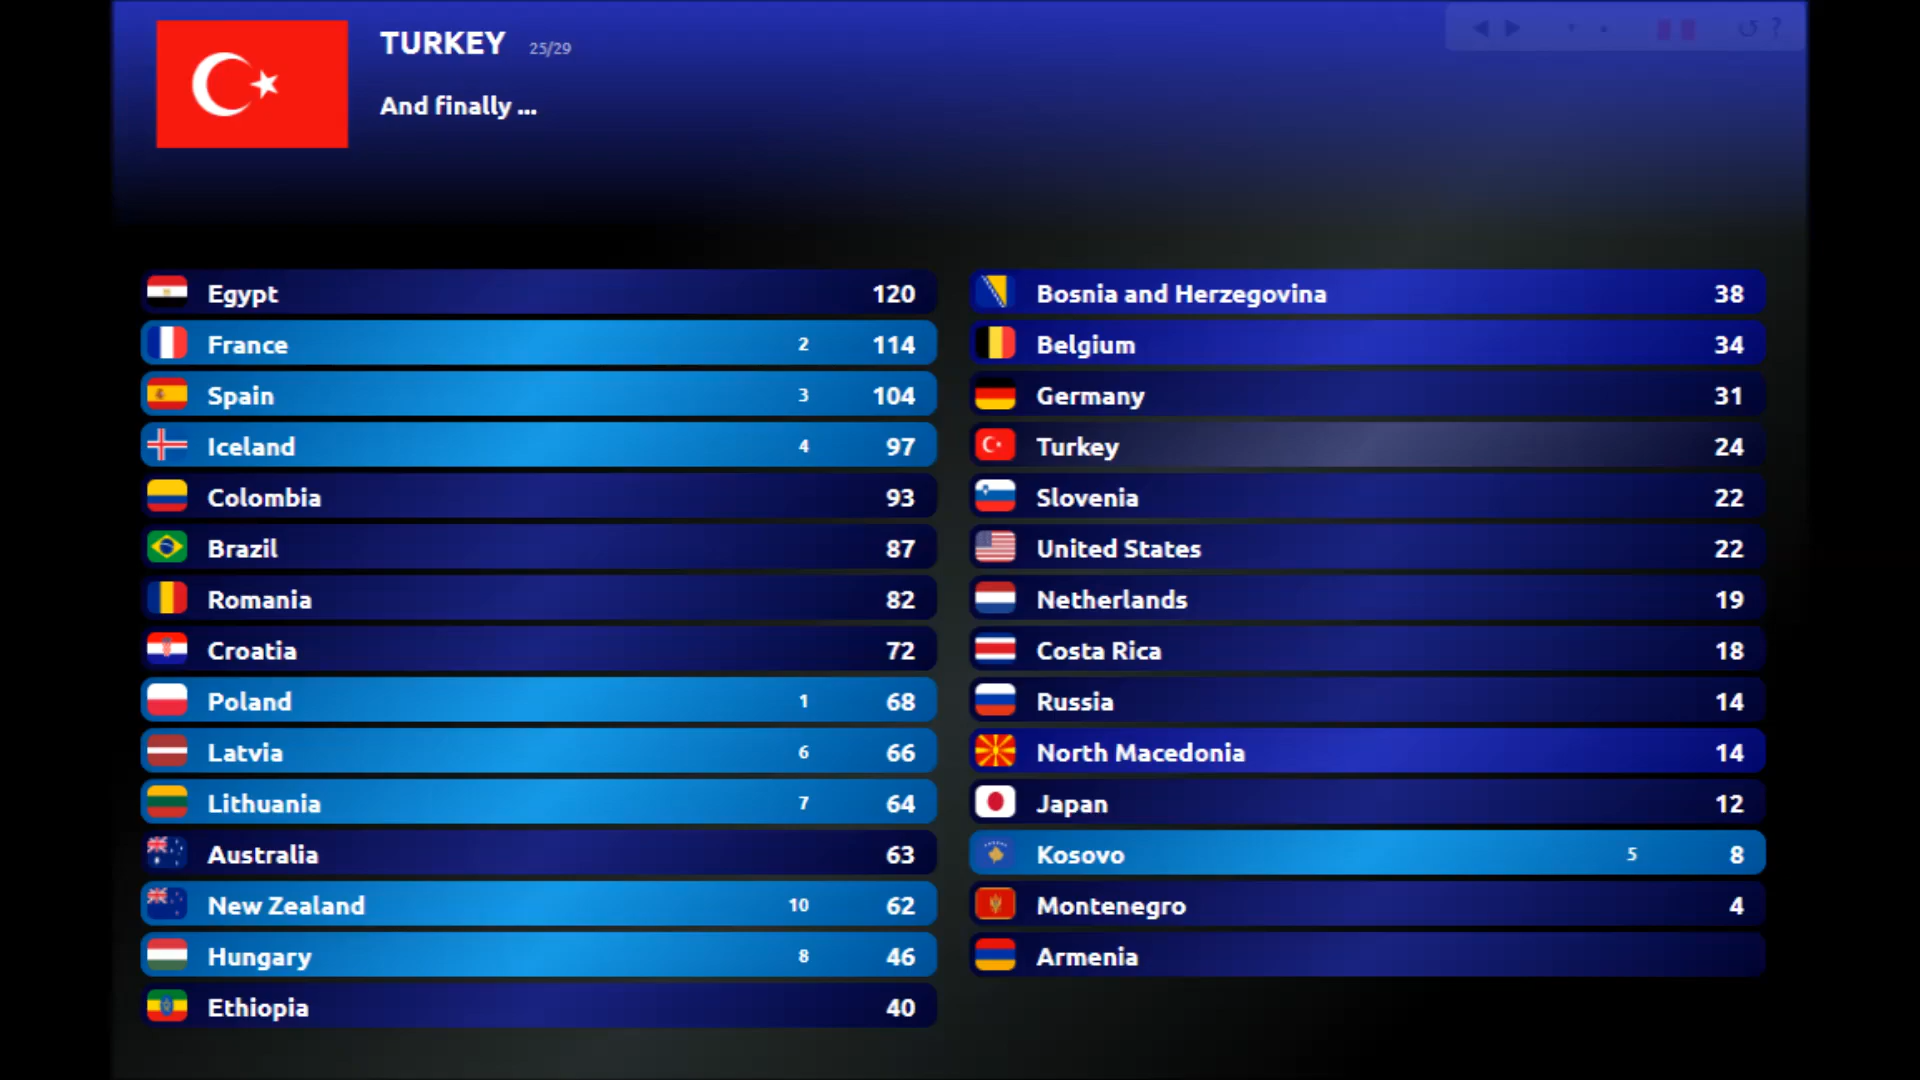 TURKEY 25/29
And finally ...
?
Egypt 120
France 2 114
Spain 3 104
Iceland 4 97
Colombia 93
Brazil 87
Romania 82
Croatia 72
Poland 1 68
Latvia 6 66
Lithuania 7 64
Australia 63
New Zealand 10 62
Hungary 8 46
Ethiopia 40
Bosnia and Herzegovina 38
Belgium 34
Germany 31
Turkey 24
Slovenia 22
United States 22
Netherlands 19
Costa Rica 18
Russia 14
North Macedonia 14
Japan 12
Kosovo 5 8
Montenegro 4
Armenia